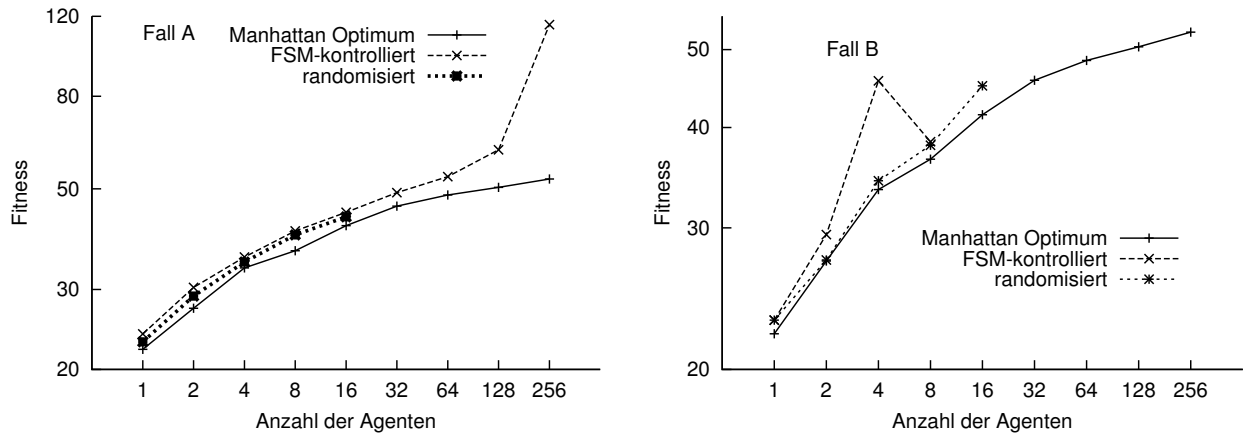 120
80
50
30
20
Fitness
Fall A
Manhattan Optimum
FSM-kontrolliert
randomisiert
1 2 4 8 16 32 64 128 256
Anzahl der Agenten
50
40
30
20
Fitness
Fall B
Manhattan Optimum
FSM-kontrolliert
randomisiert
1 2 4 8 16 32 64 128 256
Anzahl der Agenten